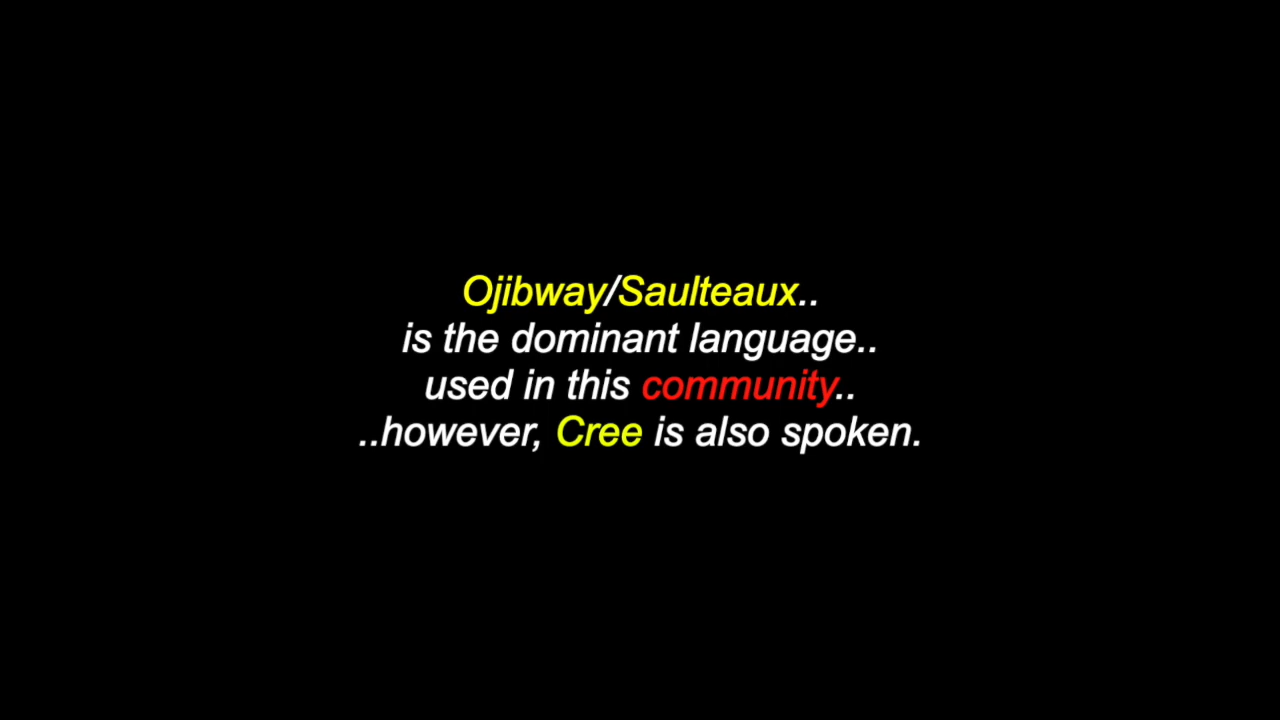 Ojibway/Saulteaux..
is the dominant language..
used in this community..
..however, Cree is also spoken.